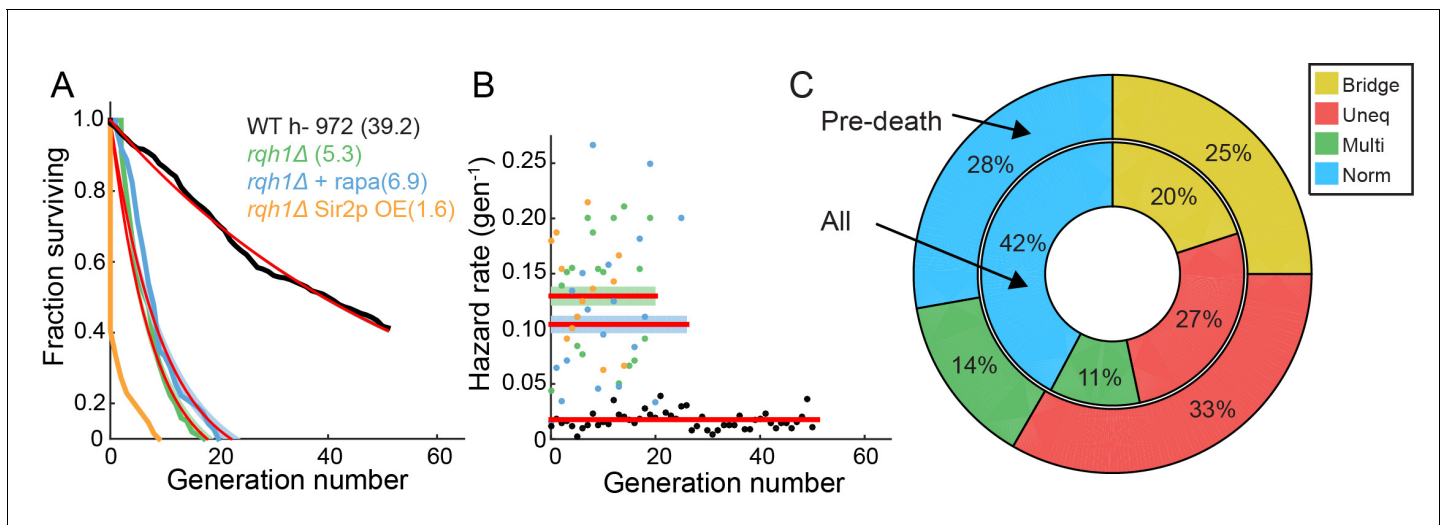 A
Fraction surviving
1.0
0.8
0.6
0.4
0.2
0
0
20
40
60
Generation number
WT h- 972 (39.2)
rqh1Δ (5.3)
rqh1Δ + rapa(6.9)
rqh1Δ Sir2p OE(1.6)
B
Hazard rate (gen⁻¹)
0.25
0.20
0.15
0.10
0.05
0
0
20
40
60
Generation number
C
Pre-death
All
28%
25%
20%
42%
27%
14%
11%
33%
Bridge
Uneq
Multi
Norm